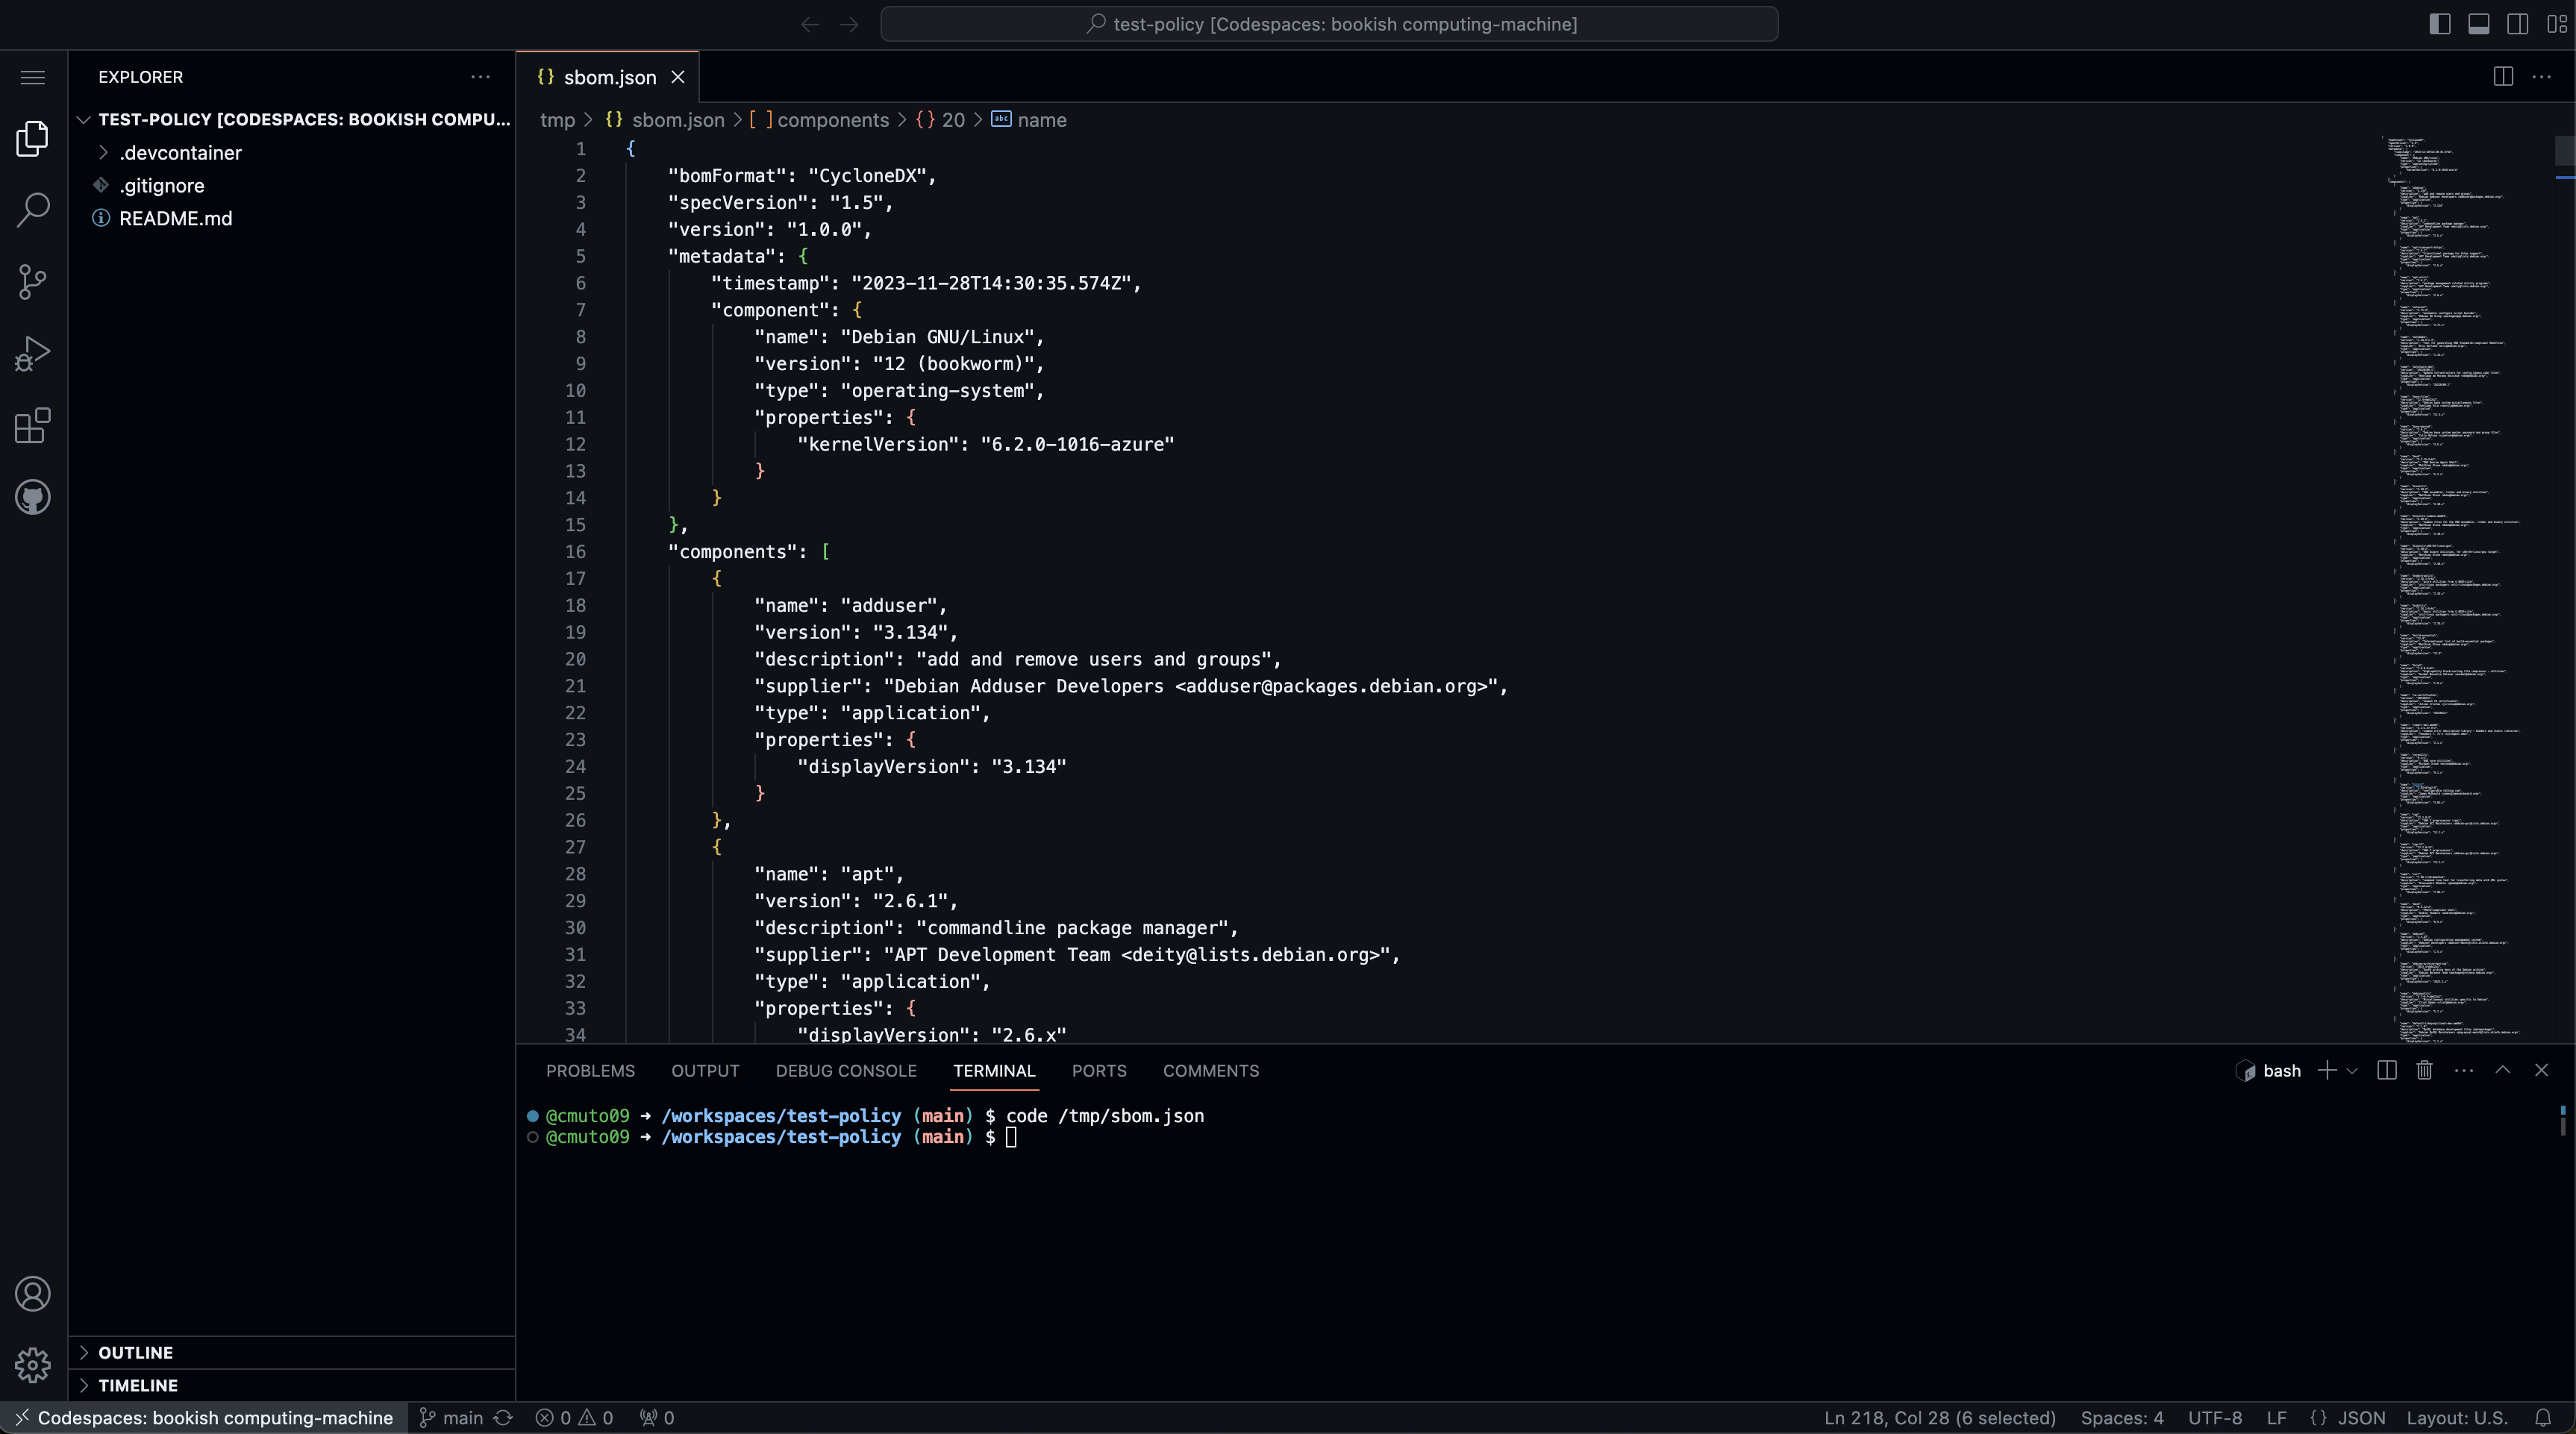 test-policy [Codespaces: bookish computing-machine]
EXPLORER
TEST-POLICY [CODESPACES: BOOKISH COMPU...
.devcontainer
.gitignore
README.md
OUTLINE
TIMELINE
{} sbom.json
tmp > {} sbom.json > [ ] components > {} 20 > abc name
1 {
2 "bomFormat": "CycloneDX",
3 "specVersion": "1.5",
4 "version": "1.0.0",
5 "metadata": {
6 "timestamp": "2023-11-28T14:30:35.574Z",
7 "component": {
8 "name": "Debian GNU/Linux",
9 "version": "12 (bookworm)",
10 "type": "operating-system",
11 "properties": {
12 "kernelVersion": "6.2.0-1016-azure"
13 }
14 }
15 },
16 "components": [
17 {
18 "name": "adduser",
19 "version": "3.134",
20 "description": "add and remove users and groups",
21 "supplier": "Debian Adduser Developers <adduser@packages.debian.org>",
22 "type": "application",
23 "properties": {
24 "displayVersion": "3.134"
25 }
26 },
27 {
28 "name": "apt",
29 "version": "2.6.1",
30 "description": "commandline package manager",
31 "supplier": "APT Development Team <deity@lists.debian.org>",
32 "type": "application",
33 "properties": {
34 "displayVersion": "2.6.x"
PROBLEMS OUTPUT DEBUG CONSOLE TERMINAL PORTS COMMENTS bash
@cmuto09 → /workspaces/test-policy (main) $ code /tmp/sbom.json
@cmuto09 → /workspaces/test-policy (main) $
Codespaces: bookish computing-machine main 0 0 0 Ln 218, Col 28 (6 selected) Spaces: 4 UTF-8 LF {} JSON Layout: U.S.